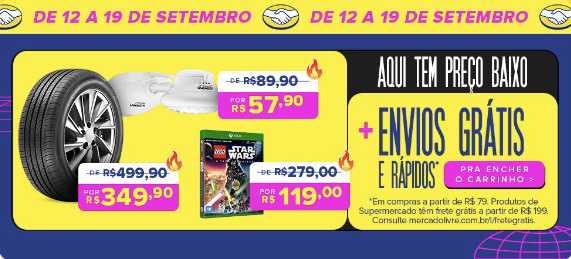 DE 12 A 19 DE SETEMBRO
DE 12 A 19 DE SETEMBRO
DE R$89,90
POR R$57,90
DE R$499,90
POR R$349,90
XBOX
LEGO
STAR WARS
DE R$279,00
POR R$119,00
AQUI TEM PREÇO BAIXO
+ ENVIOS GRÁTIS
E RÁPIDOS*
PRA ENCHER
O CARRINHO >
*Em compras a partir de R$ 79. Produtos de
Supermercado têm frete grátis a partir de R$ 199.
Consulte mercadolivre.com.br/l/fretegratis.